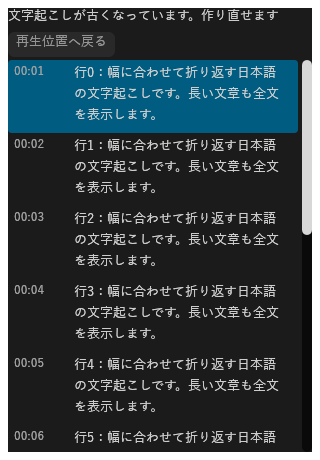 文字起こしが古くなっています。作り直せます
再生位置へ戻る
00:01 行0：幅に合わせて折り返す日本語
の文字起こしです。長い文章も全文
を表示します。
00:02 行1：幅に合わせて折り返す日本語
の文字起こしです。長い文章も全文
を表示します。
00:03 行2：幅に合わせて折り返す日本語
の文字起こしです。長い文章も全文
を表示します。
00:04 行3：幅に合わせて折り返す日本語
の文字起こしです。長い文章も全文
を表示します。
00:05 行4：幅に合わせて折り返す日本語
の文字起こしです。長い文章も全文
を表示します。
00:06 行5：幅に合わせて折り返す日本語